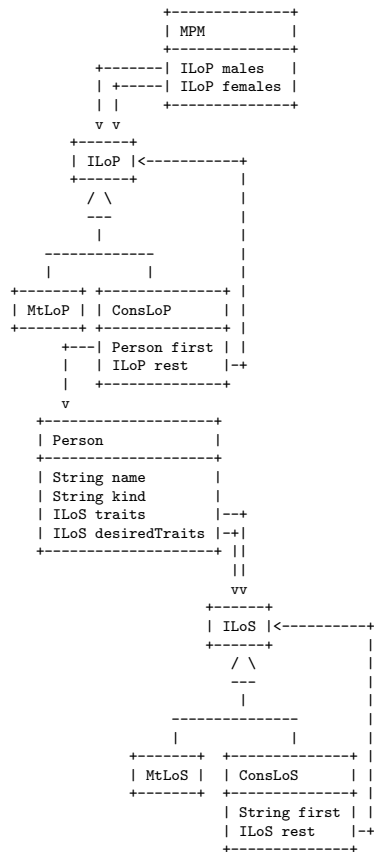 MPM
ILoP males
ILoP females
ILoP
MtLoP
ConsLoP
Person first
ILoP rest
Person
String name
String kind
ILoS traits
ILoS desiredTraits
ILoS
MtLoS
ConsLoS
String first
ILoS rest